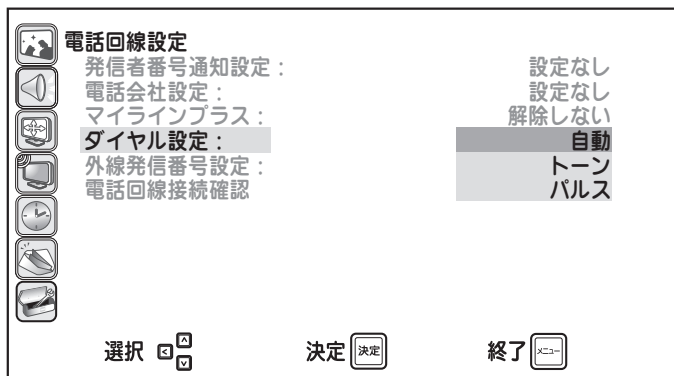 電話回線設定
発信者番号通知設定： 設定なし
電話会社設定： 設定なし
マイラインプラス： 解除しない
ダイヤル設定： 自動
外線発信番号設定： トーン
電話回線接続確認 パルス
選択 決定 決定 終了 メニュー